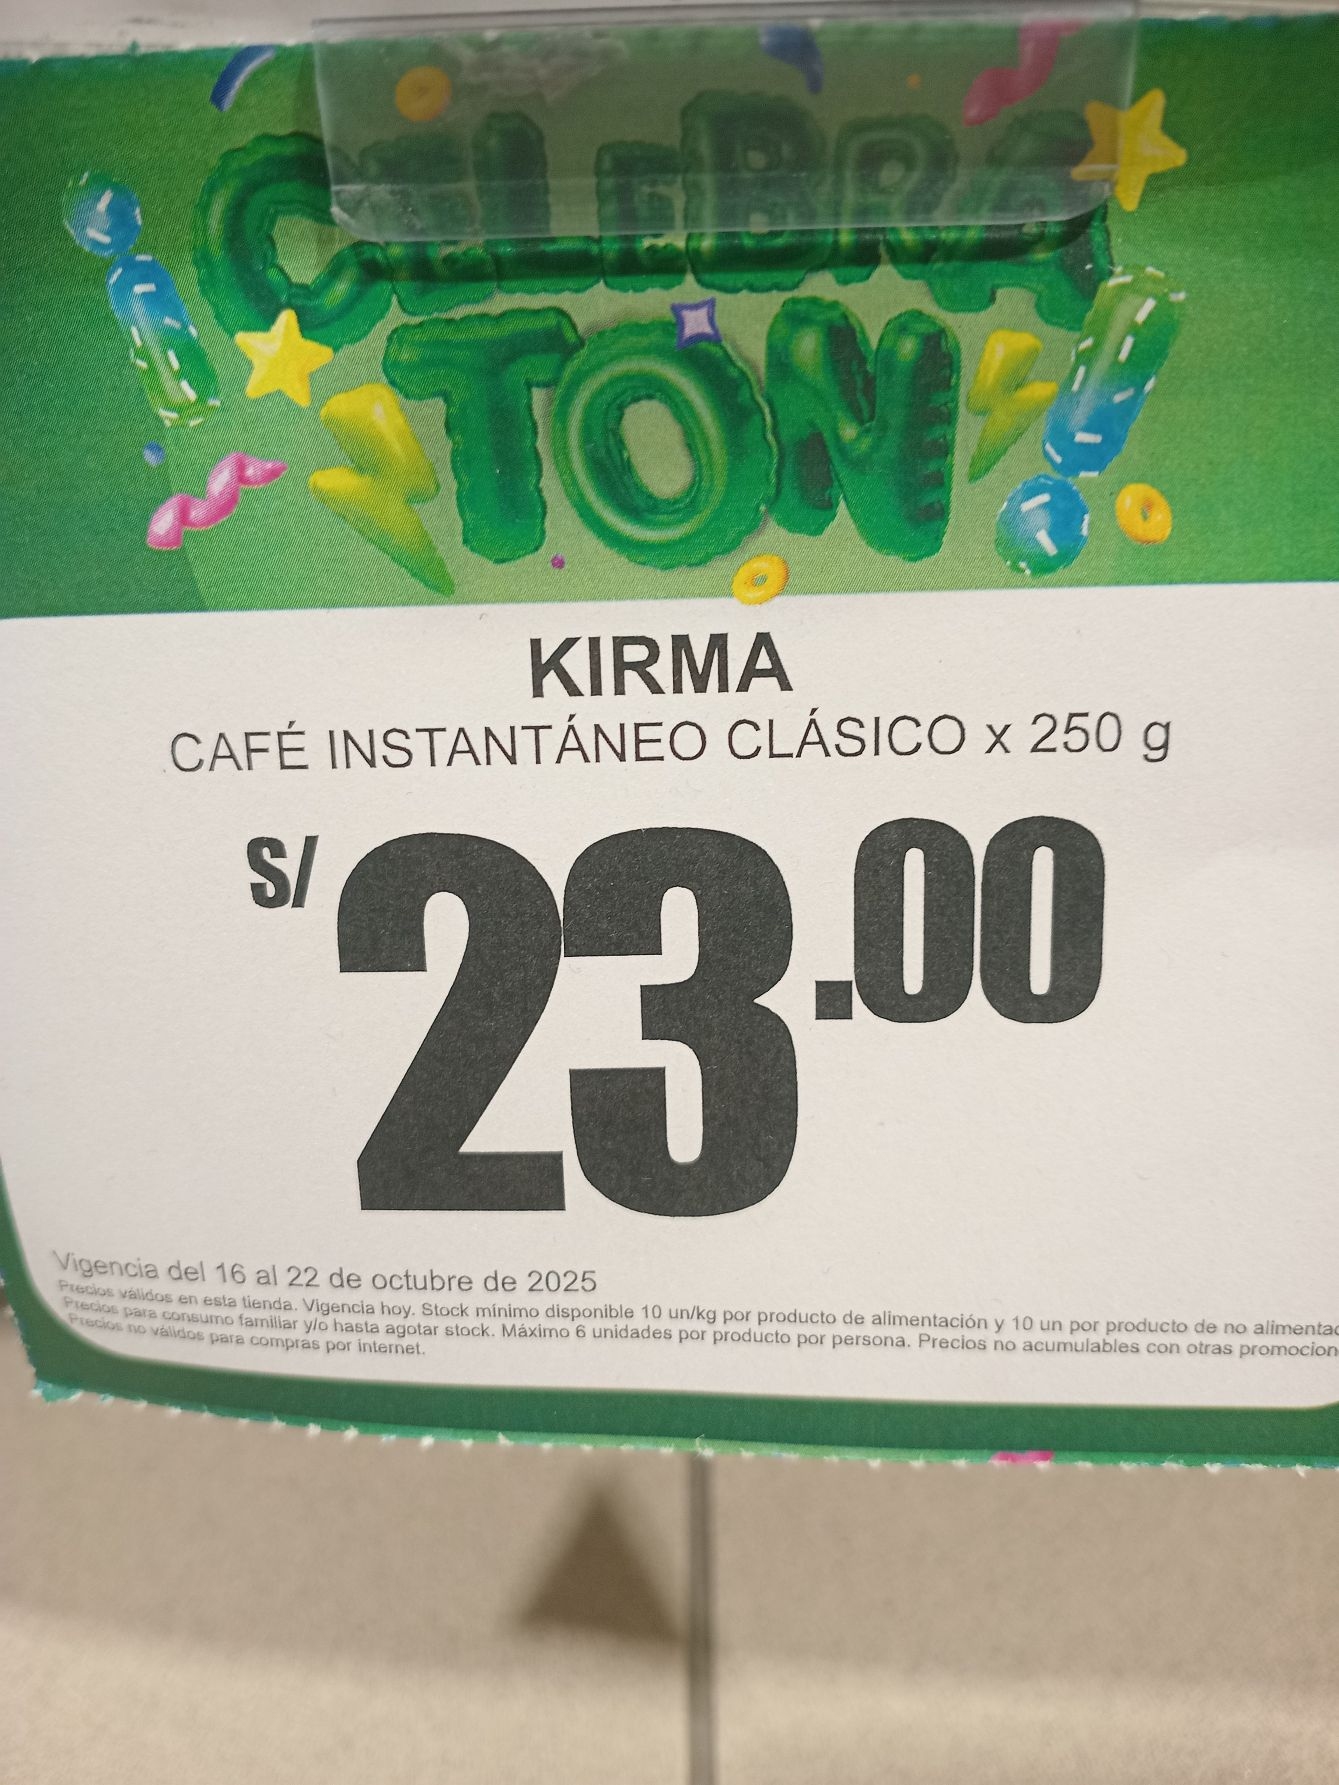 CELEBRA
TON
KIRMA
CAFÉ INSTANTÁNEO CLÁSICO x 250 g
S/ 23.00
Vigencia del 16 al 22 de octubre de 2025
Precios válidos en esta tienda. Vigencia hoy. Stock mínimo disponible 10 un/kg por producto de alimentación y 10 un por producto de no alimentac
Precios para consumo familiar y/o hasta agotar stock. Máximo 6 unidades por producto por persona. Precios no acumulables con otras promocion
Precios no válidos para compras por internet.